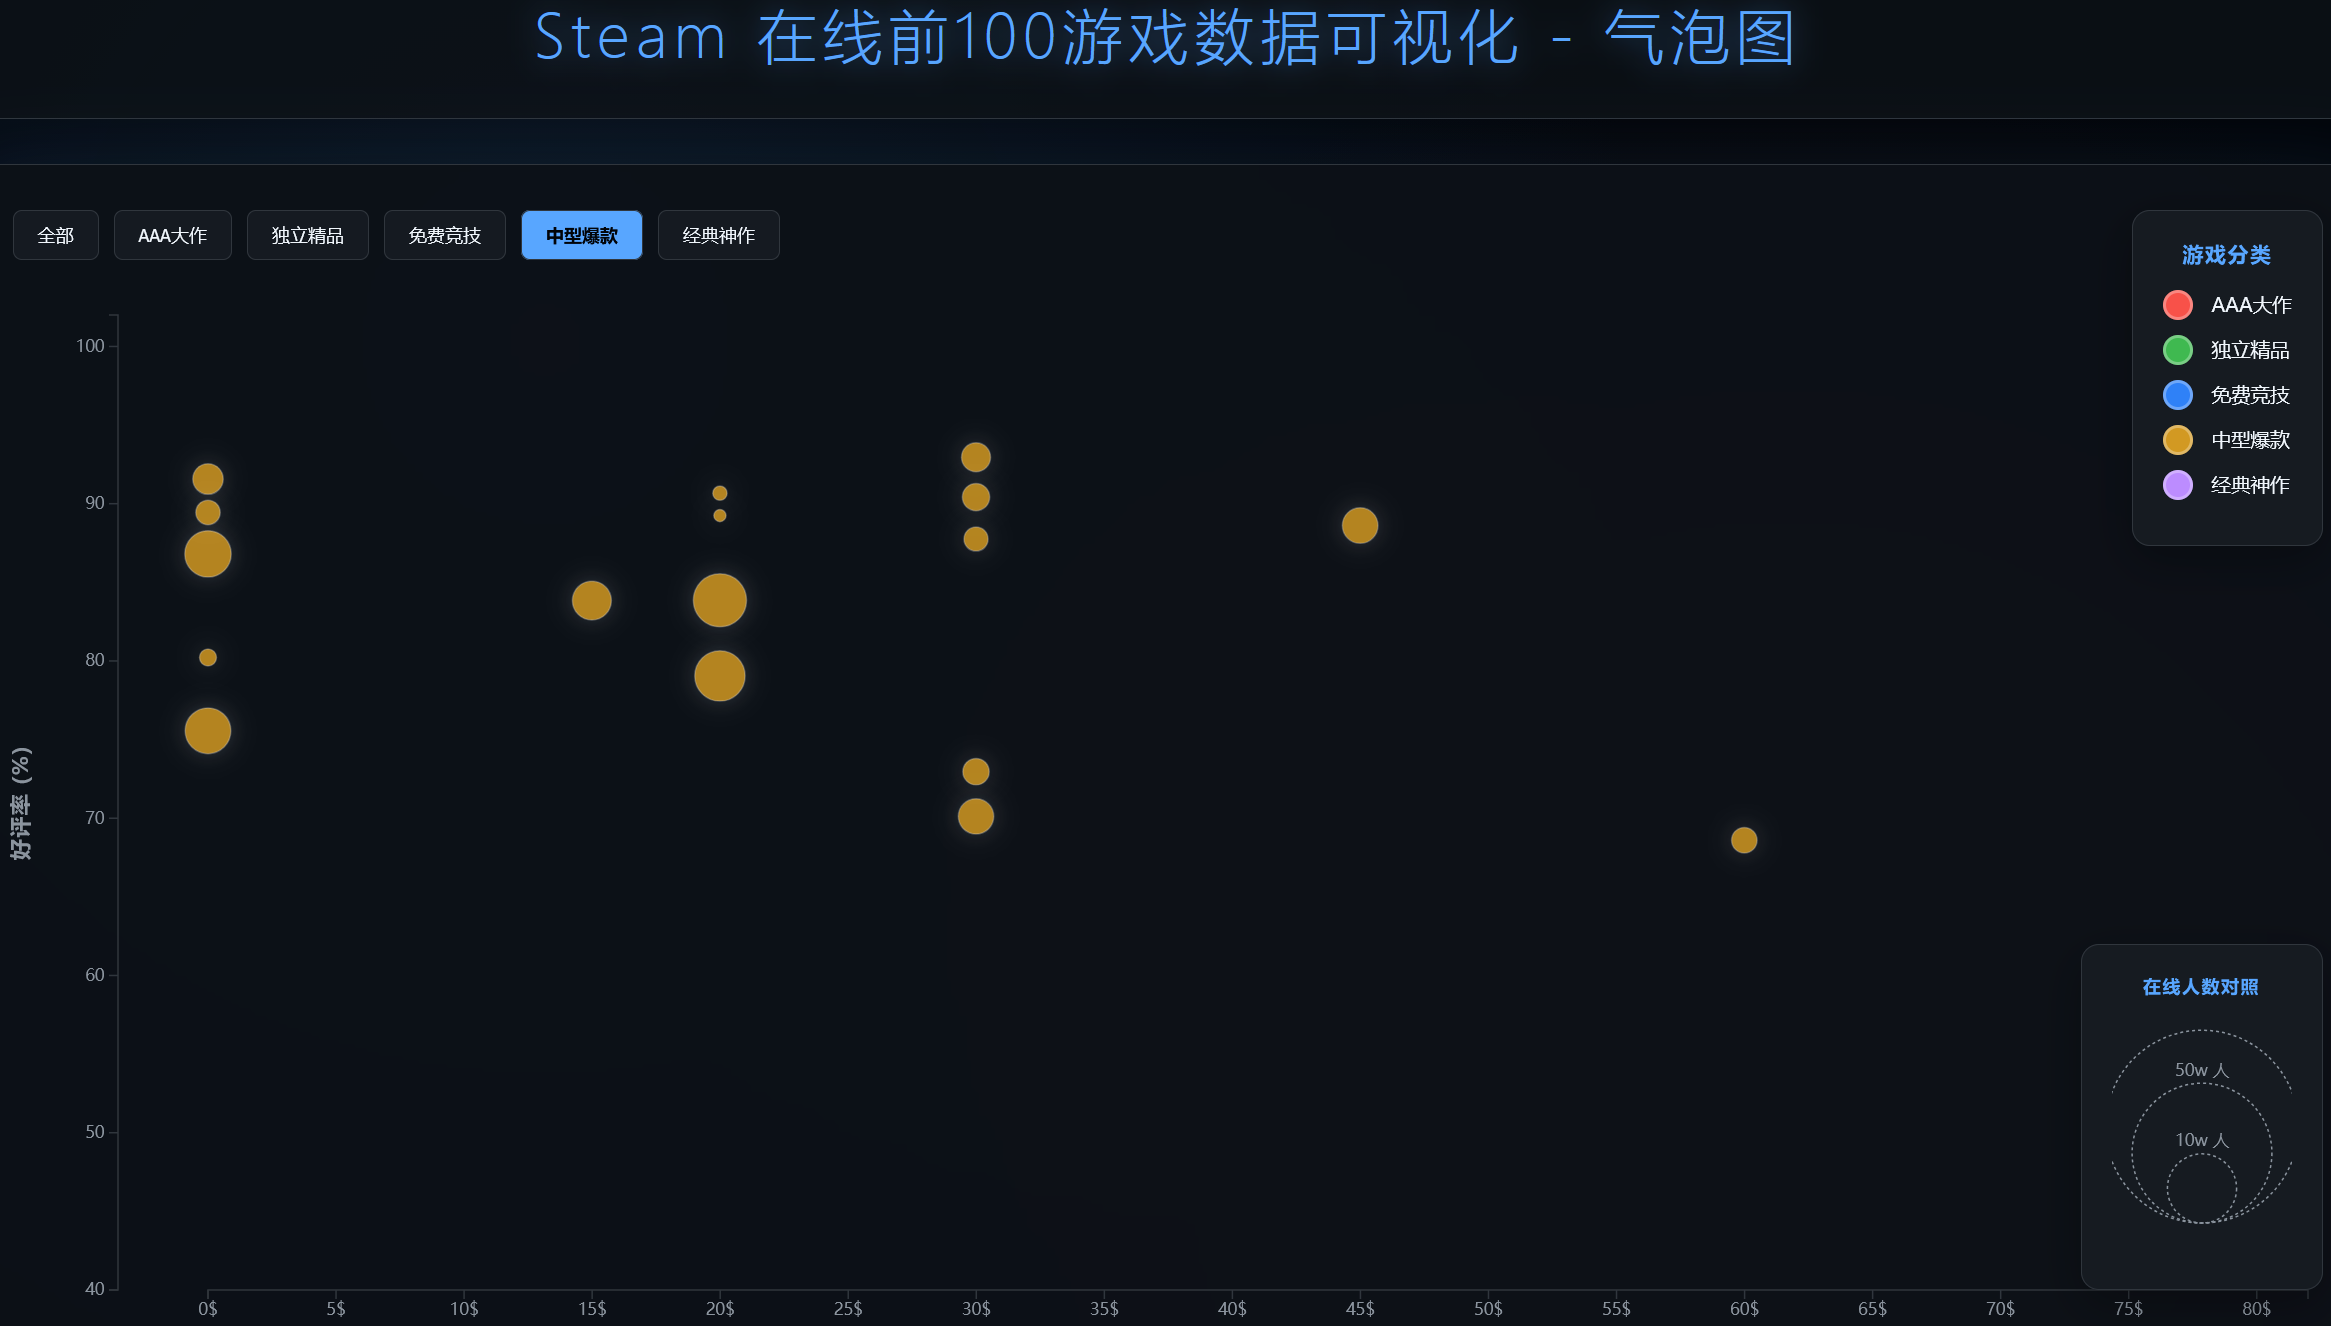 Steam 在线前100游戏数据可视化 - 气泡图
全部
AAA大作
独立精品
免费竞技
中型爆款
经典神作
游戏分类
AAA大作
独立精品
免费竞技
中型爆款
经典神作
100
90
80
70
60
50
40
好评率 (%)
在线人数对照
50w 人
10w 人
0$ 5$ 10$ 15$ 20$ 25$ 30$ 35$ 40$ 45$ 50$ 55$ 60$ 65$ 70$ 75$ 80$